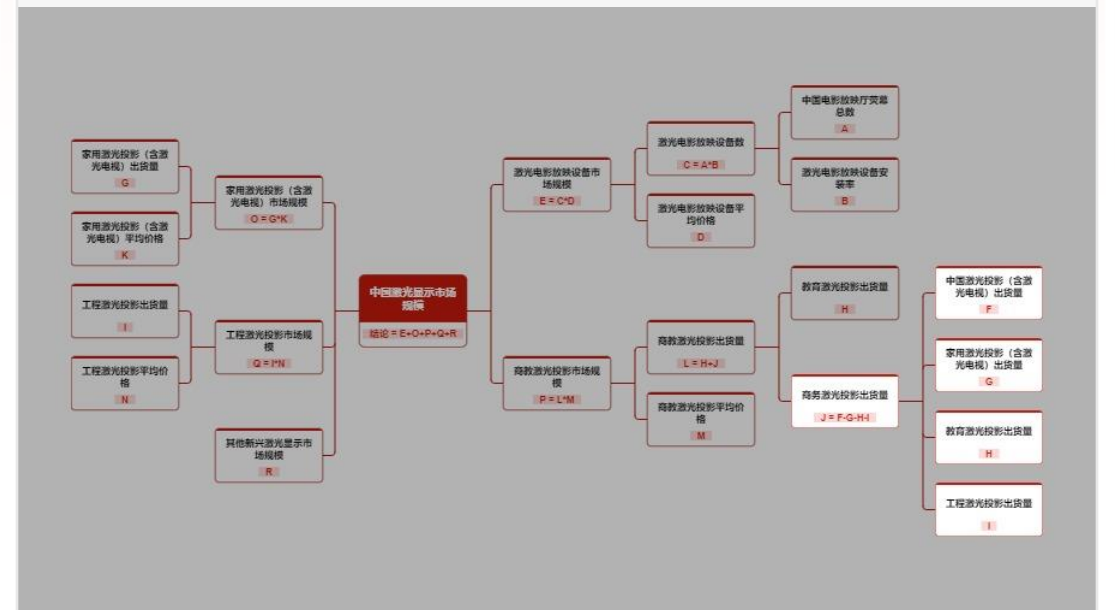 家用激光投影（含激
光电视）出货量
G
家用激光投影（含激
光电视）平均价格
K
工程激光投影出货量
I
工程激光投影平均价
格
N
家用激光投影（含激
光电视）市场规模
O = G*K
工程激光投影市场规
模
Q = I*N
其他新兴激光显示市
场规模
R
中国激光显示市场
规模
结论 = E+O+P+Q+R
激光电影放映设备市
场规模
E = C*D
商教激光投影市场规
模
P = L*M
激光电影放映设备数
C = A*B
激光电影放映设备平
均价格
D
商教激光投影出货量
L = H+J
商教激光投影平均价
格
M
中国电影放映厅荧幕
总数
A
激光电影放映设备安
装率
B
教育激光投影出货量
H
商务激光投影出货量
J = F-G-H-I
中国激光投影（含激
光电视）出货量
F
家用激光投影（含激
光电视）出货量
G
教育激光投影出货量
H
工程激光投影出货量
I